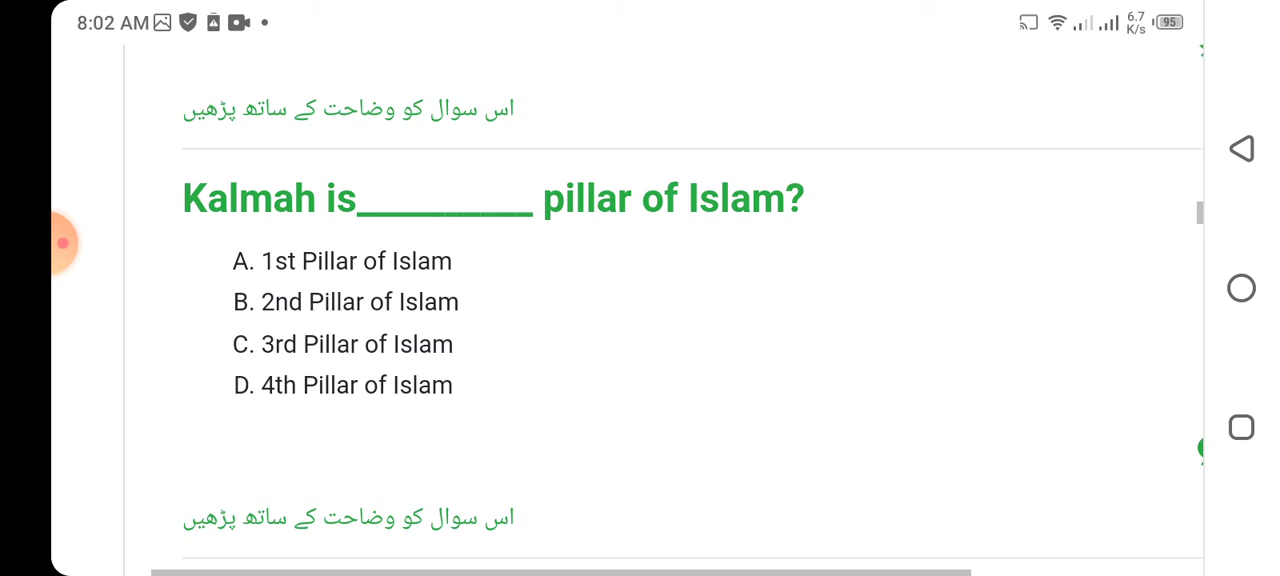 8:02 AM
6.7
K/s
95
اس سوال کو وضاحت کے ساتھ پڑھیں
Kalmah is__________ pillar of Islam?
A. 1st Pillar of Islam
B. 2nd Pillar of Islam
C. 3rd Pillar of Islam
D. 4th Pillar of Islam
اس سوال کو وضاحت کے ساتھ پڑھیں